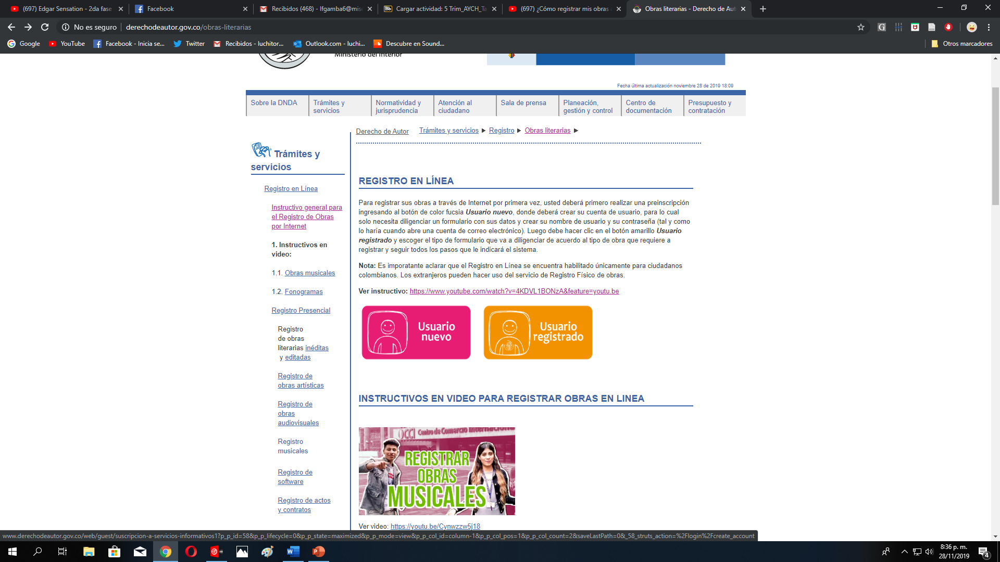 (697) Edgar Sensation - 2da fase
Facebook
Recibidos (468) - lfgamba6@mis
Cargar actividad: 5 Trim_AYCH_Ta
(697) ¿Cómo registrar mis obras
Obras literarias - Derecho de Aut
No es seguro
derechodeautor.gov.co/obras-literarias
Google
YouTube
Facebook - Inicia se...
Twitter
Recibidos - luchitor...
Outlook.com - luchi...
Descubre en Sound...
Otros marcadores
Ministerio del Interior
Fecha última actualización noviembre 28 de 2019 18:09
Sobre la DNDA
Trámites y
servicios
Normatividad y
jurisprudencia
Atención al
ciudadano
Sala de prensa
Planeación,
gestión y control
Centro de
documentación
Presupuesto y
contratación
Derecho de Autor
Trámites y servicios
Registro
Obras literarias
Trámites y
servicios
Registro en Línea
Instructivo general para
el Registro de Obras
por Internet
1. Instructivos en
video:
1.1. Obras musicales
1.2. Fonogramas
Registro Presencial
Registro
de obras
literarias inéditas
y editadas
Registro de
obras artísticas
Registro de
obras
audiovisuales
Registro
musicales
Registro de
software
Registro de actos
y contratos
REGISTRO EN LÍNEA
Para registrar sus obras a través de Internet por primera vez, usted deberá primero realizar una preinscripción
ingresando al botón de color fucsia Usuario nuevo, donde deberá crear su cuenta de usuario, para lo cual
solo necesita diligenciar un formulario con sus datos y crear su nombre de usuario y su contraseña (tal y como
lo haría cuando abre una cuenta de correo electrónico). Luego debe hacer clic en el botón amarillo Usuario
registrado y escoger el tipo de formulario que va a diligenciar de acuerdo al tipo de obra que requiere a
registrar y seguir todos los pasos que le indicará el sistema.
Nota: Es imporatante aclarar que el Registro en Línea se encuentra habilitado únicamente para ciudadanos
colombianos. Los extranjeros pueden hacer uso del servicio de Registro Físico de obras.
Ver instructivo: https://www.youtube.com/watch?v=4KDVL1BONzA&feature=youtu.be
Usuario
nuevo
Usuario
registrado
INSTRUCTIVOS EN VIDEO PARA REGISTRAR OBRAS EN LINEA
CCI Centro de Comercio Internacional
REGISTRAR
OBRAS
MUSICALES
Ver video: https://youtu.be/Cynwzzw5j18
www.derechodeautor.gov.co/web/guest/suscripcion-a-servicios-informativos1?p_p_id=58&p_p_lifecycle=0&p_p_state=maximized&p_p_mode=view&p_p_col_id=column-1&p_p_col_pos=1&p_p_col_count=2&saveLastPath=0&_58_struts_action=%2Flogin%2Fcreate_account
8:36 p. m.
28/11/2019
4